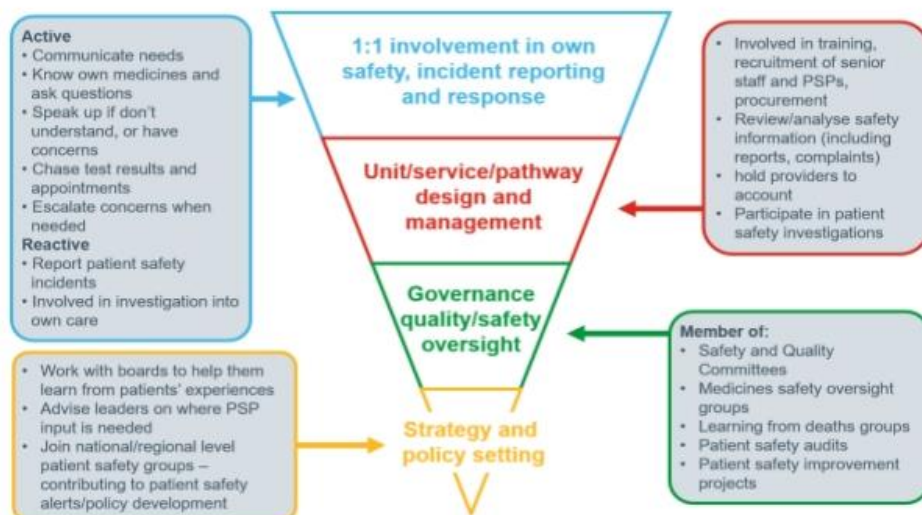 Active
• Communicate needs
• Know own medicines and
ask questions
• Speak up if don't
understand, or have
concerns
• Chase test results and
appointments
• Escalate concerns when
needed
Reactive
• Report patient safety
incidents
• Involved in investigation into
own care
1:1 involvement in own
safety, incident reporting
and response
• Involved in training,
recruitment of senior
staff and PSPs,
procurement
• Review/analyse safety
information (including
reports, complaints)
• hold providers to
account
• Participate in patient
safety investigations
Unit/service/pathway
design and
management
Governance
quality/safety
oversight
Member of:
• Safety and Quality
Committees
• Medicines safety oversight
groups
• Learning from deaths groups
• Patient safety audits
• Patient safety improvement
projects
• Work with boards to help them
learn from patients' experiences
• Advise leaders on where PSP
input is needed
• Join national/regional level
patient safety groups –
contributing to patient safety
alerts/policy development
Strategy and
policy setting